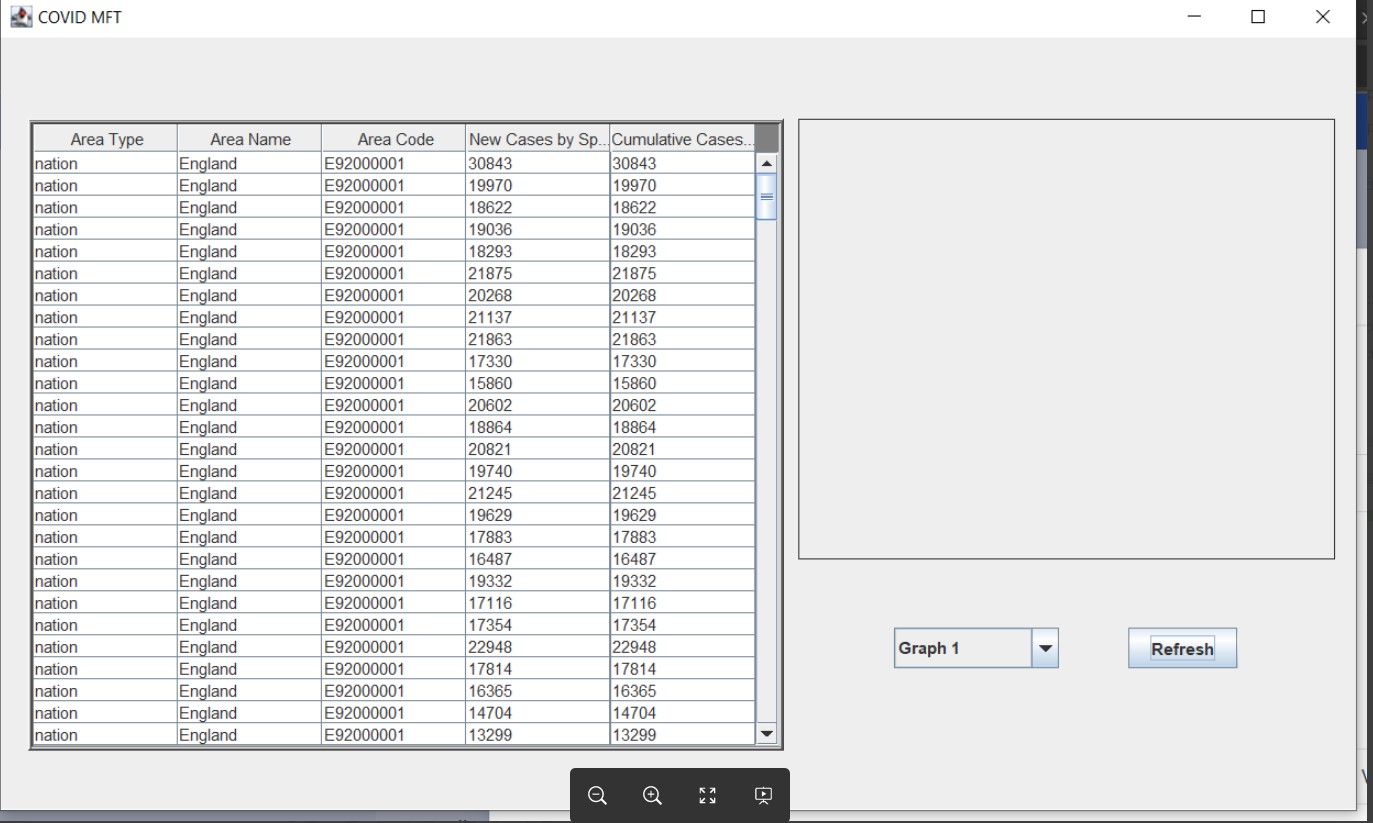 COVID MFT
Area Type Area Name Area Code New Cases by Sp... Cumulative Cases...
nation England E92000001 30843 30843
nation England E92000001 19970 19970
nation England E92000001 18622 18622
nation England E92000001 19036 19036
nation England E92000001 18293 18293
nation England E92000001 21875 21875
nation England E92000001 20268 20268
nation England E92000001 21137 21137
nation England E92000001 21863 21863
nation England E92000001 17330 17330
nation England E92000001 15860 15860
nation England E92000001 20602 20602
nation England E92000001 18864 18864
nation England E92000001 20821 20821
nation England E92000001 19740 19740
nation England E92000001 21245 21245
nation England E92000001 19629 19629
nation England E92000001 17883 17883
nation England E92000001 16487 16487
nation England E92000001 19332 19332
nation England E92000001 17116 17116
nation England E92000001 17354 17354
nation England E92000001 22948 22948
nation England E92000001 17814 17814
nation England E92000001 16365 16365
nation England E92000001 14704 14704
nation England E92000001 13299 13299
Graph 1
Refresh